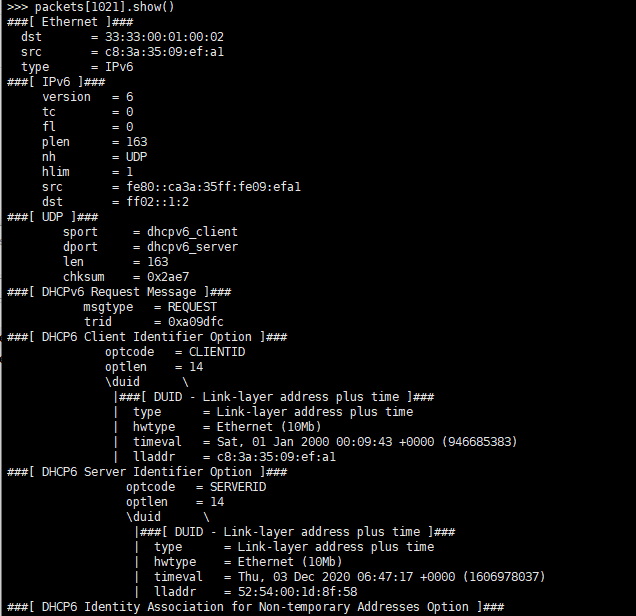 >>> packets[1021].show()
###[ Ethernet ]###
  dst       = 33:33:00:01:00:02
  src       = c8:3a:35:09:ef:a1
  type      = IPv6
###[ IPv6 ]###
     version   = 6
     tc        = 0
     fl        = 0
     plen      = 163
     nh        = UDP
     hlim      = 1
     src       = fe80::ca3a:35ff:fe09:efa1
     dst       = ff02::1:2
###[ UDP ]###
        sport     = dhcpv6_client
        dport     = dhcpv6_server
        len       = 163
        chksum    = 0x2ae7
###[ DHCPv6 Request Message ]###
           msgtype   = REQUEST
           trid      = 0xa09dfc
###[ DHCP6 Client Identifier Option ]###
              optcode   = CLIENTID
              optlen    = 14
              \duid      \
               |###[ DUID - Link-layer address plus time ]###
               |  type      = Link-layer address plus time
               |  hwtype    = Ethernet (10Mb)
               |  timeval   = Sat, 01 Jan 2000 00:09:43 +0000 (946685383)
               |  lladdr    = c8:3a:35:09:ef:a1
###[ DHCP6 Server Identifier Option ]###
                 optcode   = SERVERID
                 optlen    = 14
                 \duid      \
                  |###[ DUID - Link-layer address plus time ]###
                  |  type      = Link-layer address plus time
                  |  hwtype    = Ethernet (10Mb)
                  |  timeval   = Thu, 03 Dec 2020 06:47:17 +0000 (1606978037)
                  |  lladdr    = 52:54:00:1d:8f:58
###[ DHCP6 Identity Association for Non-temporary Addresses Option ]###